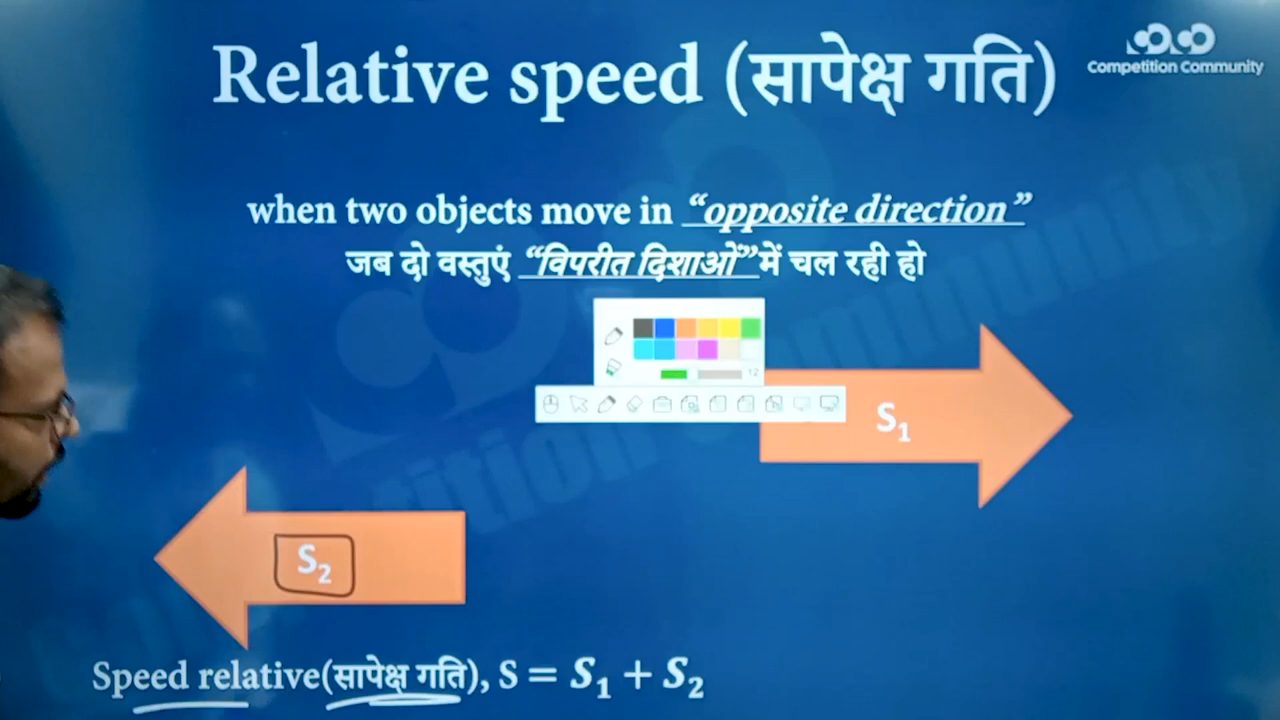 Relative speed (सापेक्ष गति)
Competition Community
when two objects move in “opposite direction”
जब दो वस्तुएं “विपरीत दिशाओं” में चल रही हो
12
S₁
S₂
Speed relative(सापेक्ष गति), S = S₁ + S₂